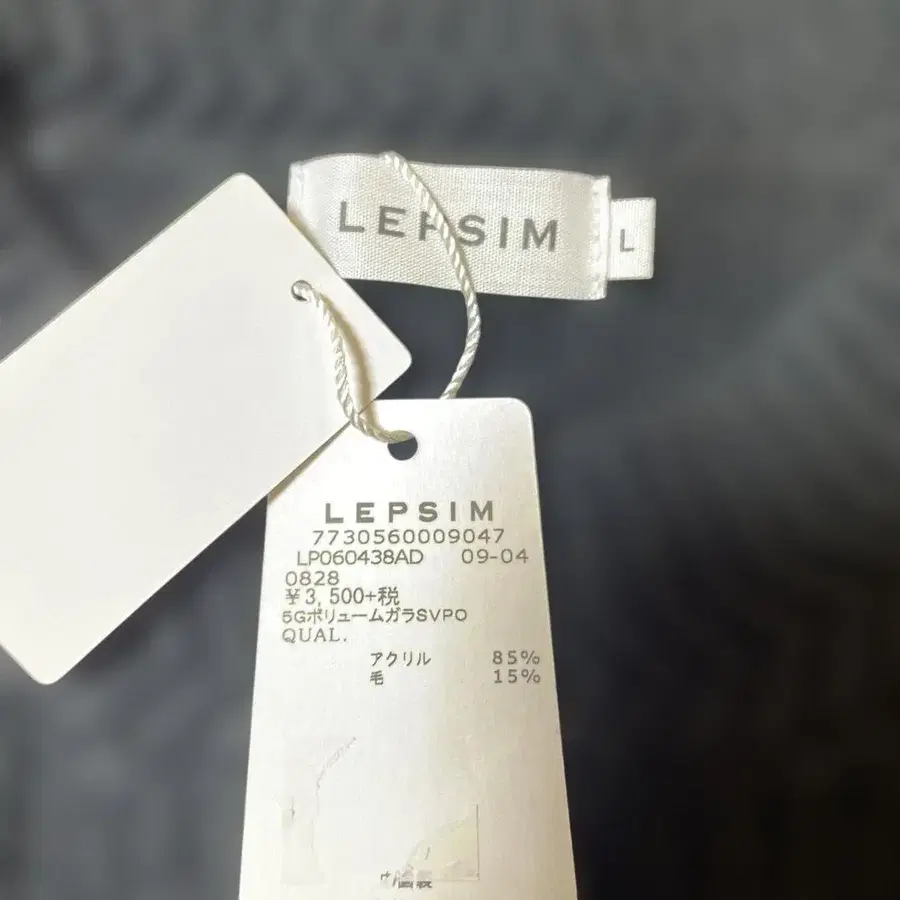 LEPSIM
L
LEPSIM
7730560009047
LP060438AD 09-04
0828
¥3,500+税
5GボリュームガラSVPO
QUAL.
アクリル 85%
毛 15%